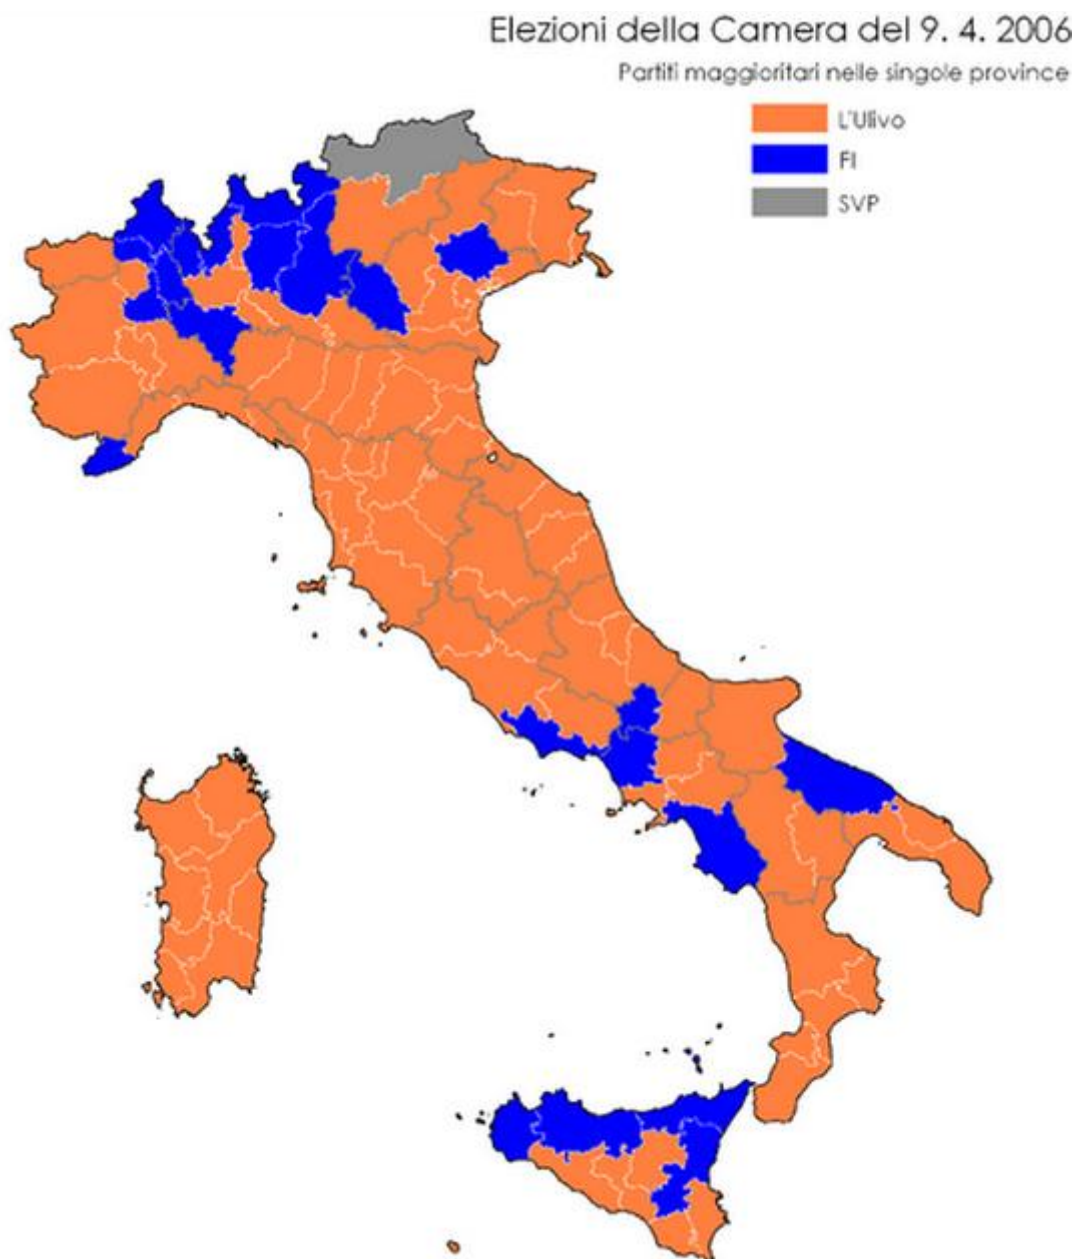 Elezioni della Camera del 9. 4. 2006
Partiti maggioritari nelle singole province
L'Ulivo
FI
SVP